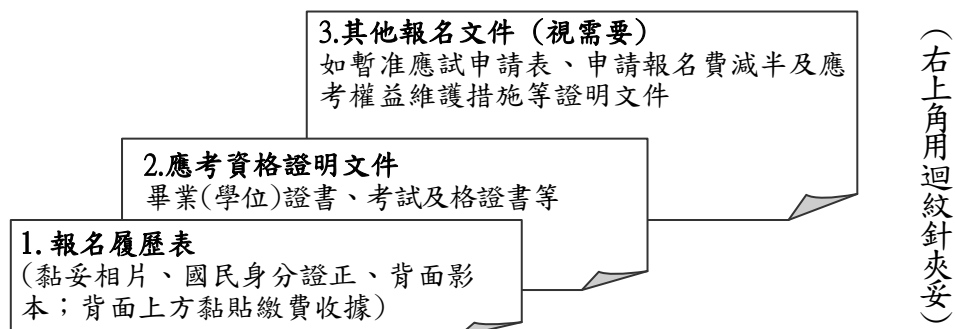 3.其他報名文件（視需要）
如暫准應試申請表、申請報名費減半及應
考權益維護措施等證明文件
2.應考資格證明文件
畢業(學位)證書、考試及格證書等
1.報名履歷表
(黏妥相片、國民身分證正、背面影
本；背面上方黏貼繳費收據)
（右上角用迴紋針夾妥）